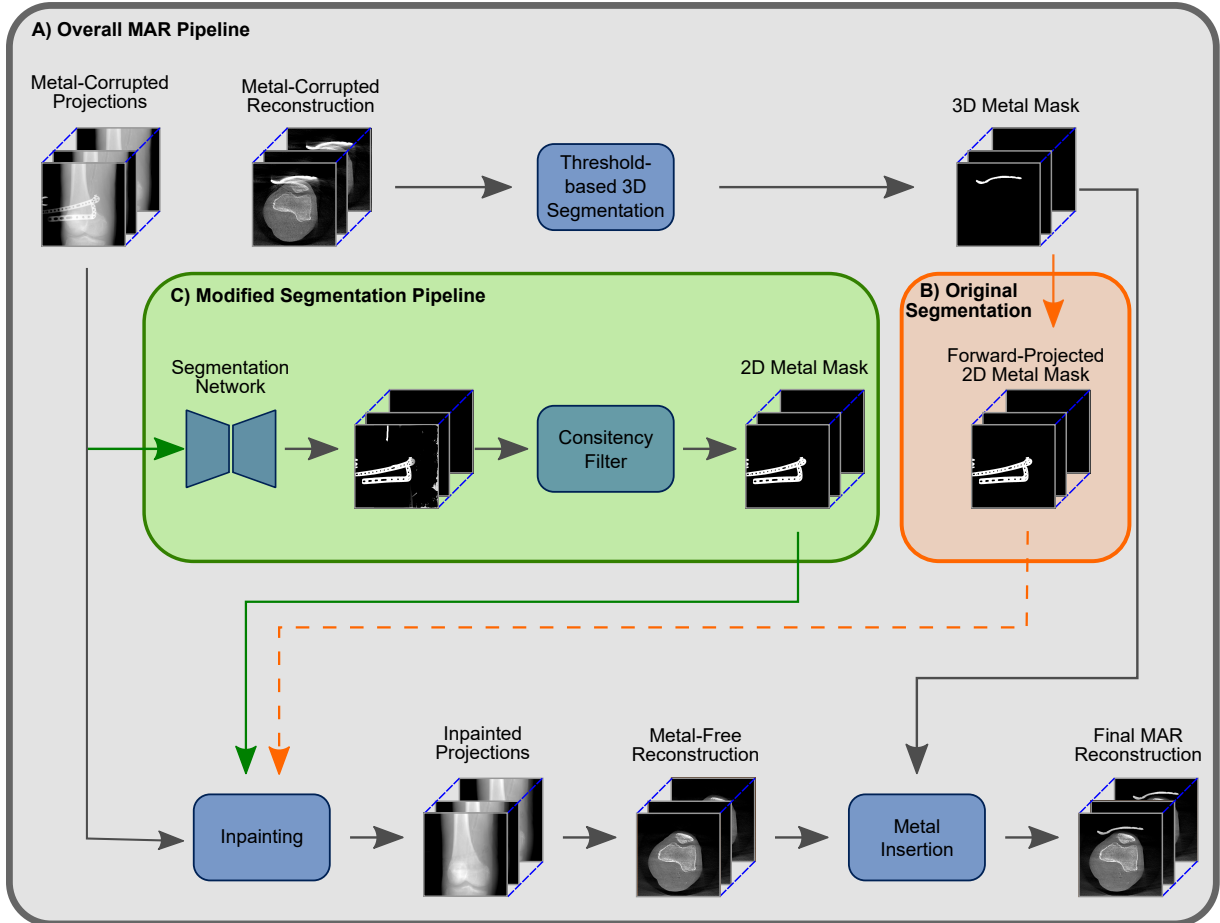 A) Overall MAR Pipeline
Metal-Corrupted
Projections
Metal-Corrupted
Reconstruction
Threshold-
based 3D
Segmentation
3D Metal Mask
C) Modified Segmentation Pipeline
B) Original
Segmentation
Segmentation
Network
Consitency
Filter
2D Metal Mask
Forward-Projected
2D Metal Mask
Inpainting
Inpainted
Projections
Metal-Free
Reconstruction
Metal
Insertion
Final MAR
Reconstruction